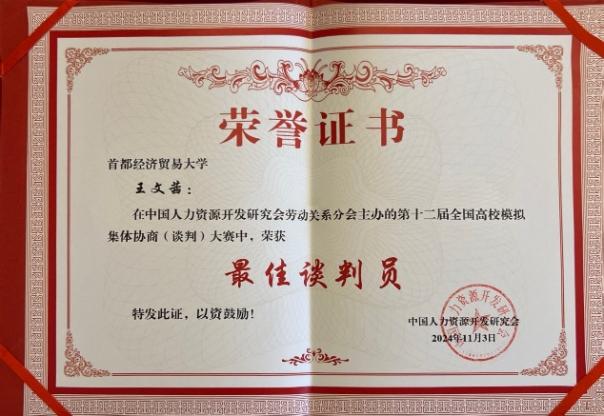 荣誉证书
首都经济贸易大学
王文茜：
在中国人力资源开发研究会劳动关系分会主办的第十二届全国高校模拟
集体协商（谈判）大赛中，荣获
最佳谈判员
特发此证，以资鼓励！
中国人力资源开发研究会
2024年11月3日